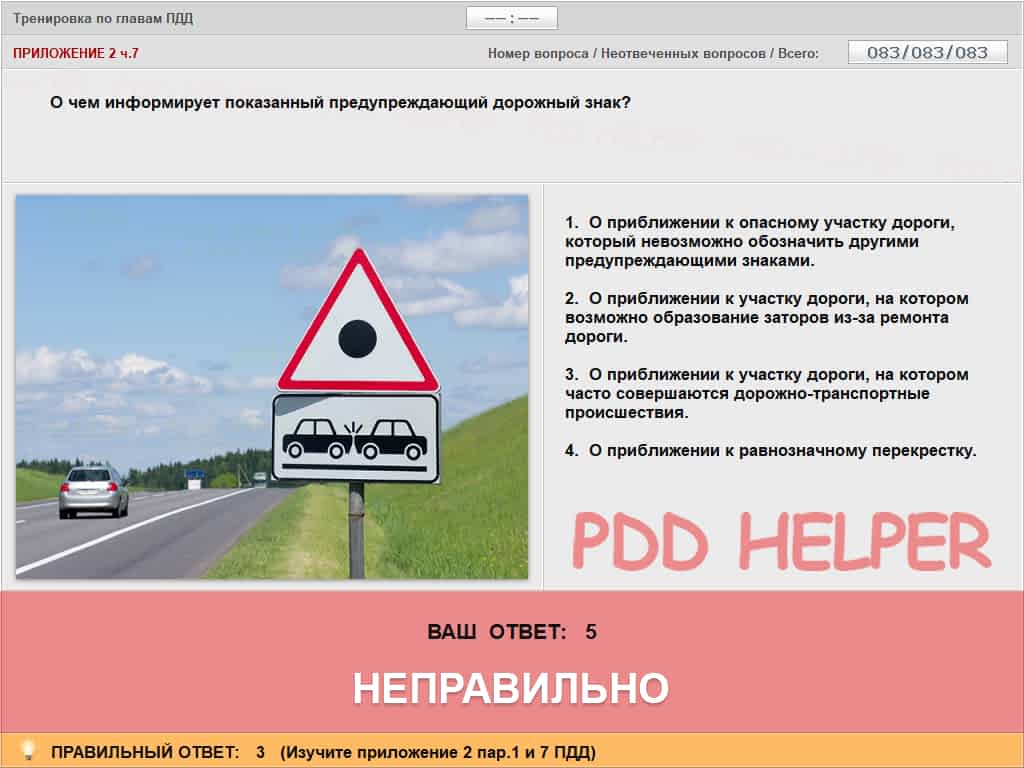 Тренировка по главам ПДД
—— : ——
ПРИЛОЖЕНИЕ 2 ч.7
Номер вопроса / Неотвеченных вопросов / Всего:
083/083/083
О чем информирует показанный предупреждающий дорожный знак?
1. О приближении к опасному участку дороги,
который невозможно обозначить другими
предупреждающими знаками.
2. О приближении к участку дороги, на котором
возможно образование заторов из-за ремонта
дороги.
3. О приближении к участку дороги, на котором
часто совершаются дорожно-транспортные
происшествия.
4. О приближении к равнозначному перекрестку.
PDD HELPER
ВАШ ОТВЕТ: 5
НЕПРАВИЛЬНО
ПРАВИЛЬНЫЙ ОТВЕТ: 3 (Изучите приложение 2 пар.1 и 7 ПДД)